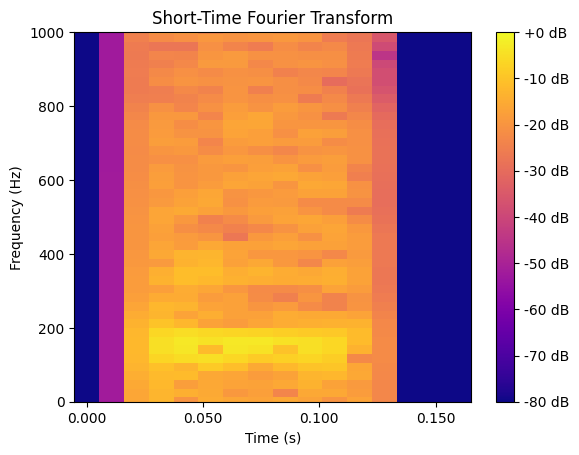 Short-Time Fourier Transform
1000
800
600
400
200
0
Frequency (Hz)
0.000
0.050
0.100
0.150
Time (s)
+0 dB
-10 dB
-20 dB
-30 dB
-40 dB
-50 dB
-60 dB
-70 dB
-80 dB